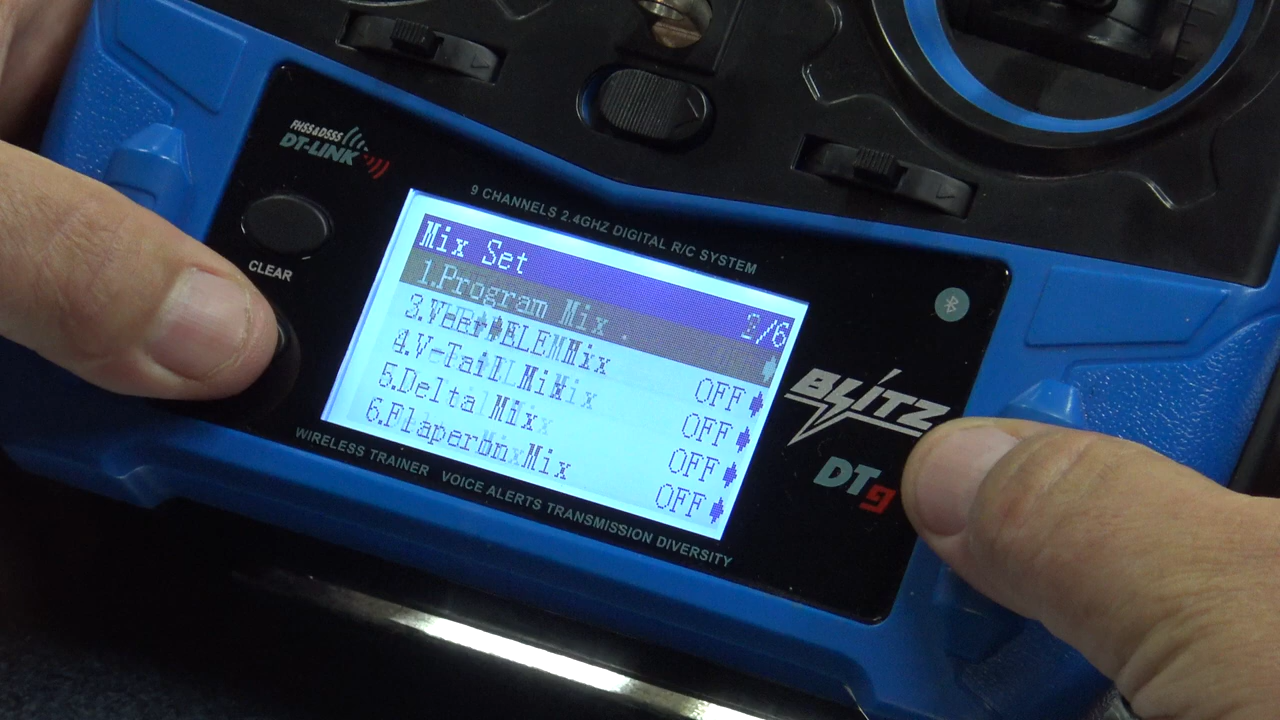 FHSS&DSSS
DT-LINK
CLEAR
9 CHANNELS 2.4GHZ DIGITAL R/C SYSTEM
Mix Set
/6
1.Program Mix
3. Mix
OFF
4.V-Tail Mix
OFF
5.Delta Mix
OFF
6.Flaperon Mix
OFF
BLITZ
DT9
WIRELESS TRAINER VOICE ALERTS TRANSMISSION DIVERSITY